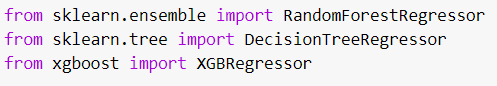 from sklearn.ensemble import RandomForestRegressor
from sklearn.tree import DecisionTreeRegressor
from xgboost import XGBRegressor